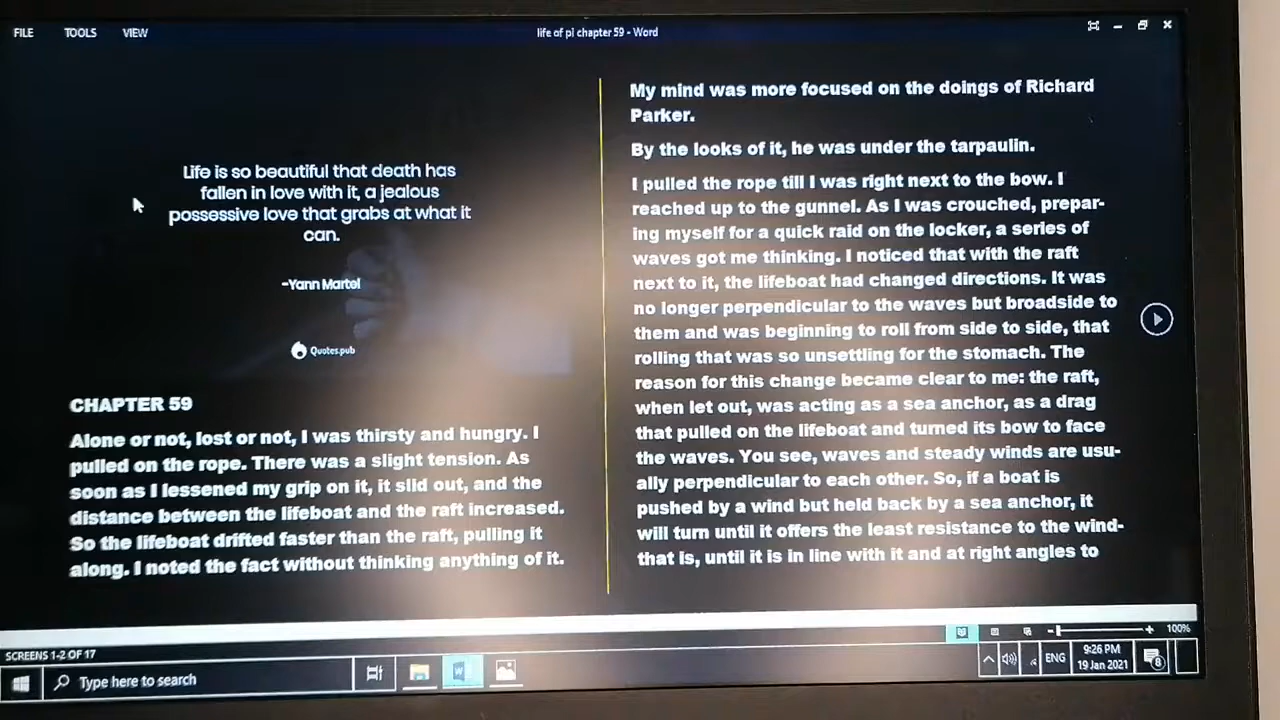 FILE TOOLS VIEW
life of pi chapter 59 - Word
Life is so beautiful that death has
fallen in love with it, a jealous
possessive love that grabs at what it
can.
-Yann Martel
Quotes.pub
CHAPTER 59
Alone or not, lost or not, I was thirsty and hungry. I
pulled on the rope. There was a slight tension. As
soon as I lessened my grip on it, it slid out, and the
distance between the lifeboat and the raft increased.
So the lifeboat drifted faster than the raft, pulling it
along. I noted the fact without thinking anything of it.
My mind was more focused on the doings of Richard
Parker.
By the looks of it, he was under the tarpaulin.
I pulled the rope till I was right next to the bow. I
reached up to the gunnel. As I was crouched, prepar-
ing myself for a quick raid on the locker, a series of
waves got me thinking. I noticed that with the raft
next to it, the lifeboat had changed directions. It was
no longer perpendicular to the waves but broadside to
them and was beginning to roll from side to side, that
rolling that was so unsettling for the stomach. The
reason for this change became clear to me: the raft,
when let out, was acting as a sea anchor, as a drag
that pulled on the lifeboat and turned its bow to face
the waves. You see, waves and steady winds are usu-
ally perpendicular to each other. So, if a boat is
pushed by a wind but held back by a sea anchor, it
will turn until it offers the least resistance to the wind-
that is, until it is in line with it and at right angles to
SCREENS 1-2 OF 17
100%
Type here to search
ENG
9:26 PM
19 Jan 2021
8